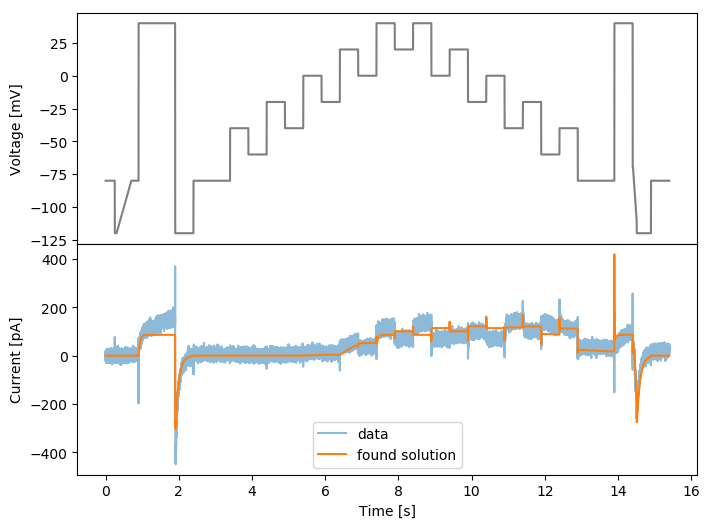 Voltage [mV]
25
0
−25
−50
−75
−100
−125
Current [pA]
400
200
0
−200
−400
data
found solution
0 2 4 6 8 10 12 14 16
Time [s]